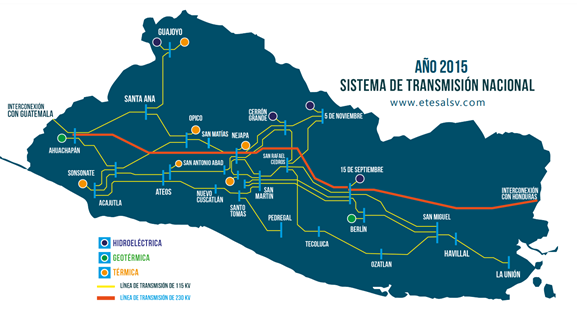 AÑO 2015
SISTEMA DE TRANSMISIÓN NACIONAL
www.etesalsv.com
GUAJOYO
INTERCONEXIÓN
CON GUATEMALA
SANTA ANA
OPICO
CERRÓN
GRANDE
5 DE NOVIEMBRE
SAN MATÍAS
NEJAPA
AHUACHAPÁN
SAN RAFAEL
CEDROS
SONSONATE
SAN ANTONIO ABAD
15 DE SEPTIEMBRE
ACAJUTLA
ATEOS
NUEVO
CUSCATLÁN
SAN
MARTIN
INTERCONEXIÓN
CON HONDURAS
SANTO
TOMAS
PEDREGAL
BERLÍN
SAN MIGUEL
TECOLUCA
HAVILLAL
OZATLAN
LA UNIÓN
HIDROELÉCTRICA
GEOTÉRMICA
TÉRMICA
LÍNEA DE TRANSMISIÓN DE 115 KV
LÍNEA DE TRANSMISIÓN DE 230 KV